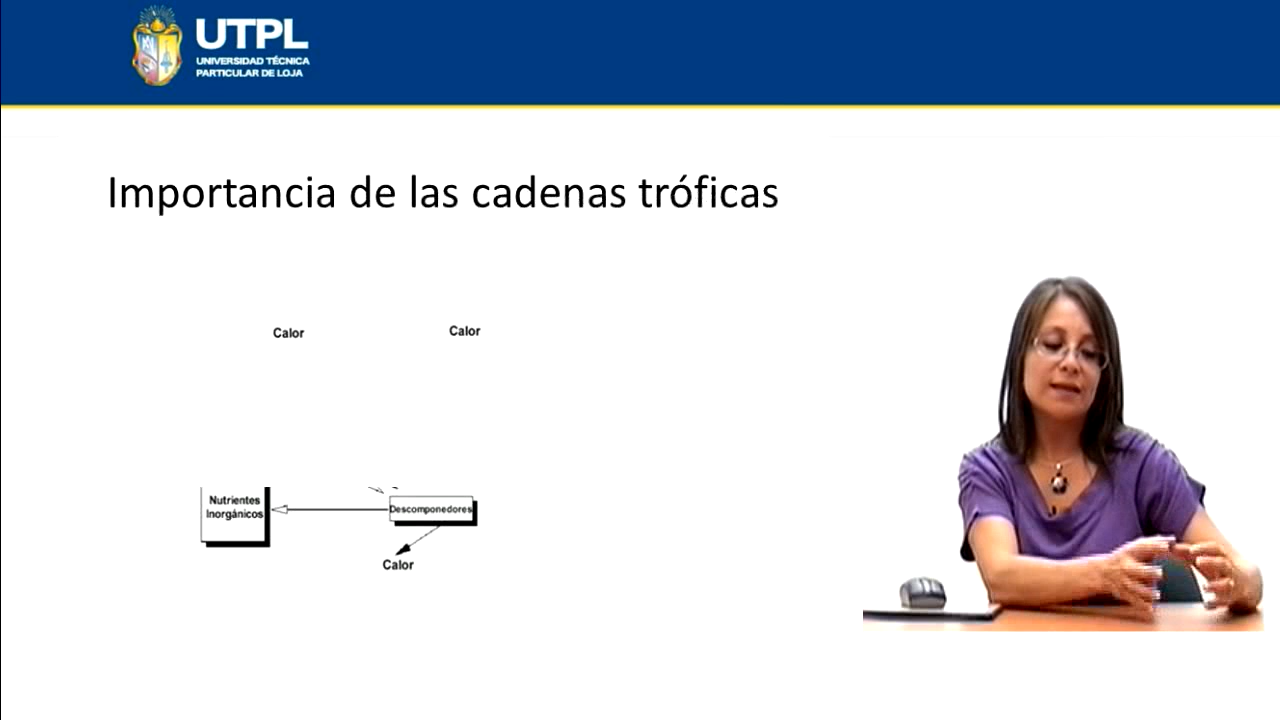 UTPL
UNIVERSIDAD TÉCNICA
PARTICULAR DE LOJA
Importancia de las cadenas tróficas
Calor
Calor
Nutrientes
Inorgánicos
Descomponedores
Calor